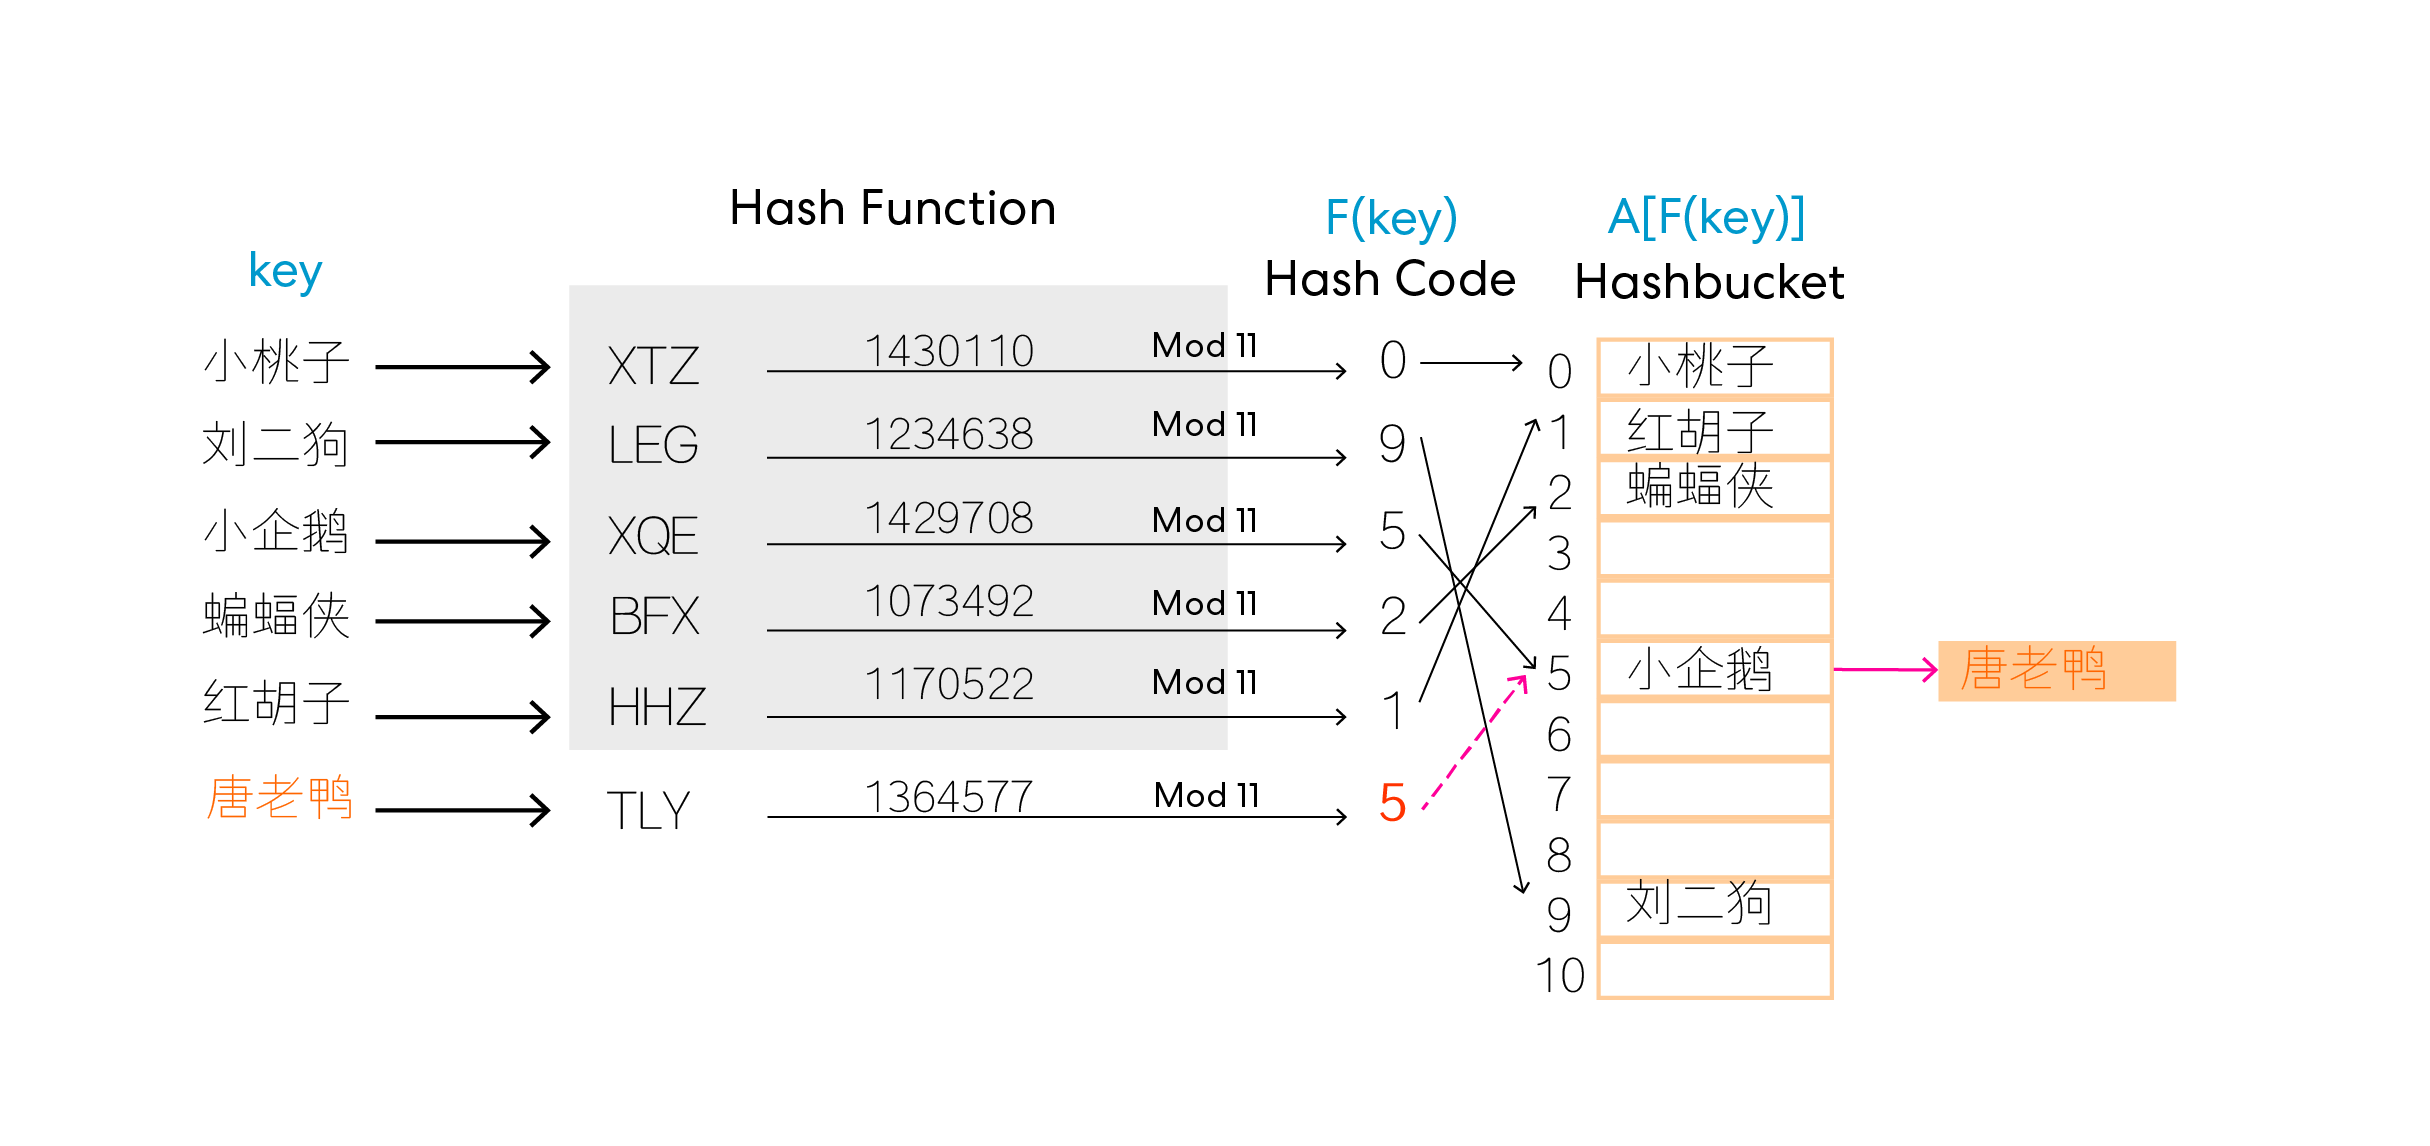 Hash Function
F(key)
A[F(key)]
key
Hash Code
Hashbucket
小桃子 XTZ 1430110 Mod 11 0 0 小桃子
刘二狗 LEG 1234638 Mod 11 9 1 红胡子
小企鹅 XQE 1429708 Mod 11 5 2 蝙蝠侠
3
蝙蝠侠 BFX 1073492 Mod 11 2 4
红胡子 HHZ 1170522 Mod 11 1 5 小企鹅 唐老鸭
6
唐老鸭 TLY 1364577 Mod 11 5 7
8
9 刘二狗
10